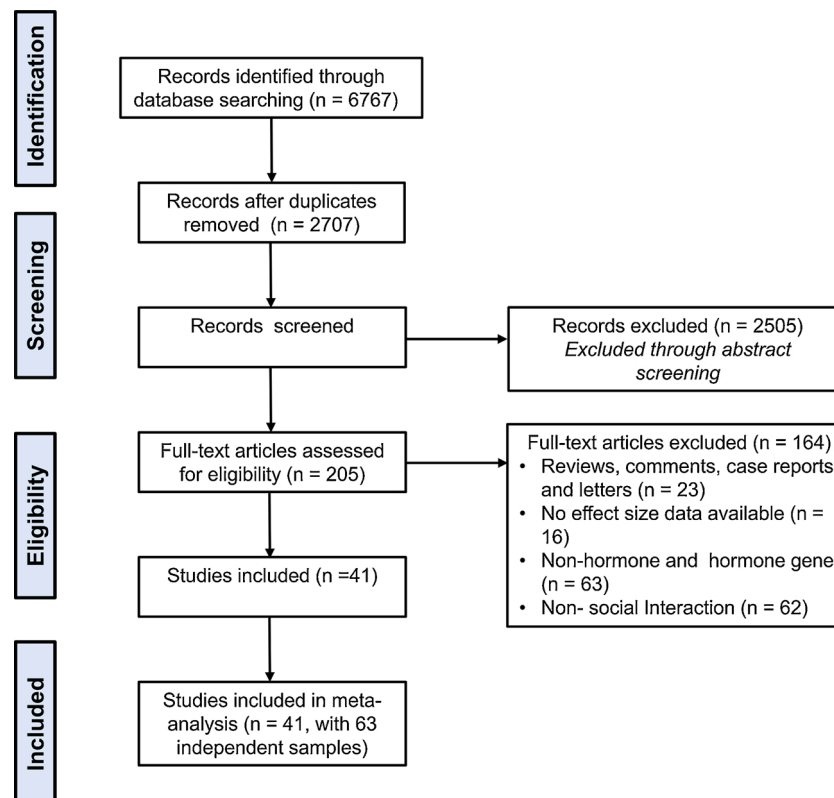 Identification
Records identified through
database searching (n = 6767)
Records after duplicates
removed (n = 2707)
Screening
Records screened
Records excluded (n = 2505)
Excluded through abstract
screening
Eligibility
Full-text articles assessed
for eligibility (n = 205)
Full-text articles excluded (n = 164)
• Reviews, comments, case reports
and letters (n = 23)
• No effect size data available (n =
16)
• Non-hormone and hormone gene
(n = 63)
• Non- social Interaction (n = 62)
Studies included (n =41)
Included
Studies included in meta-
analysis (n = 41, with 63
independent samples)